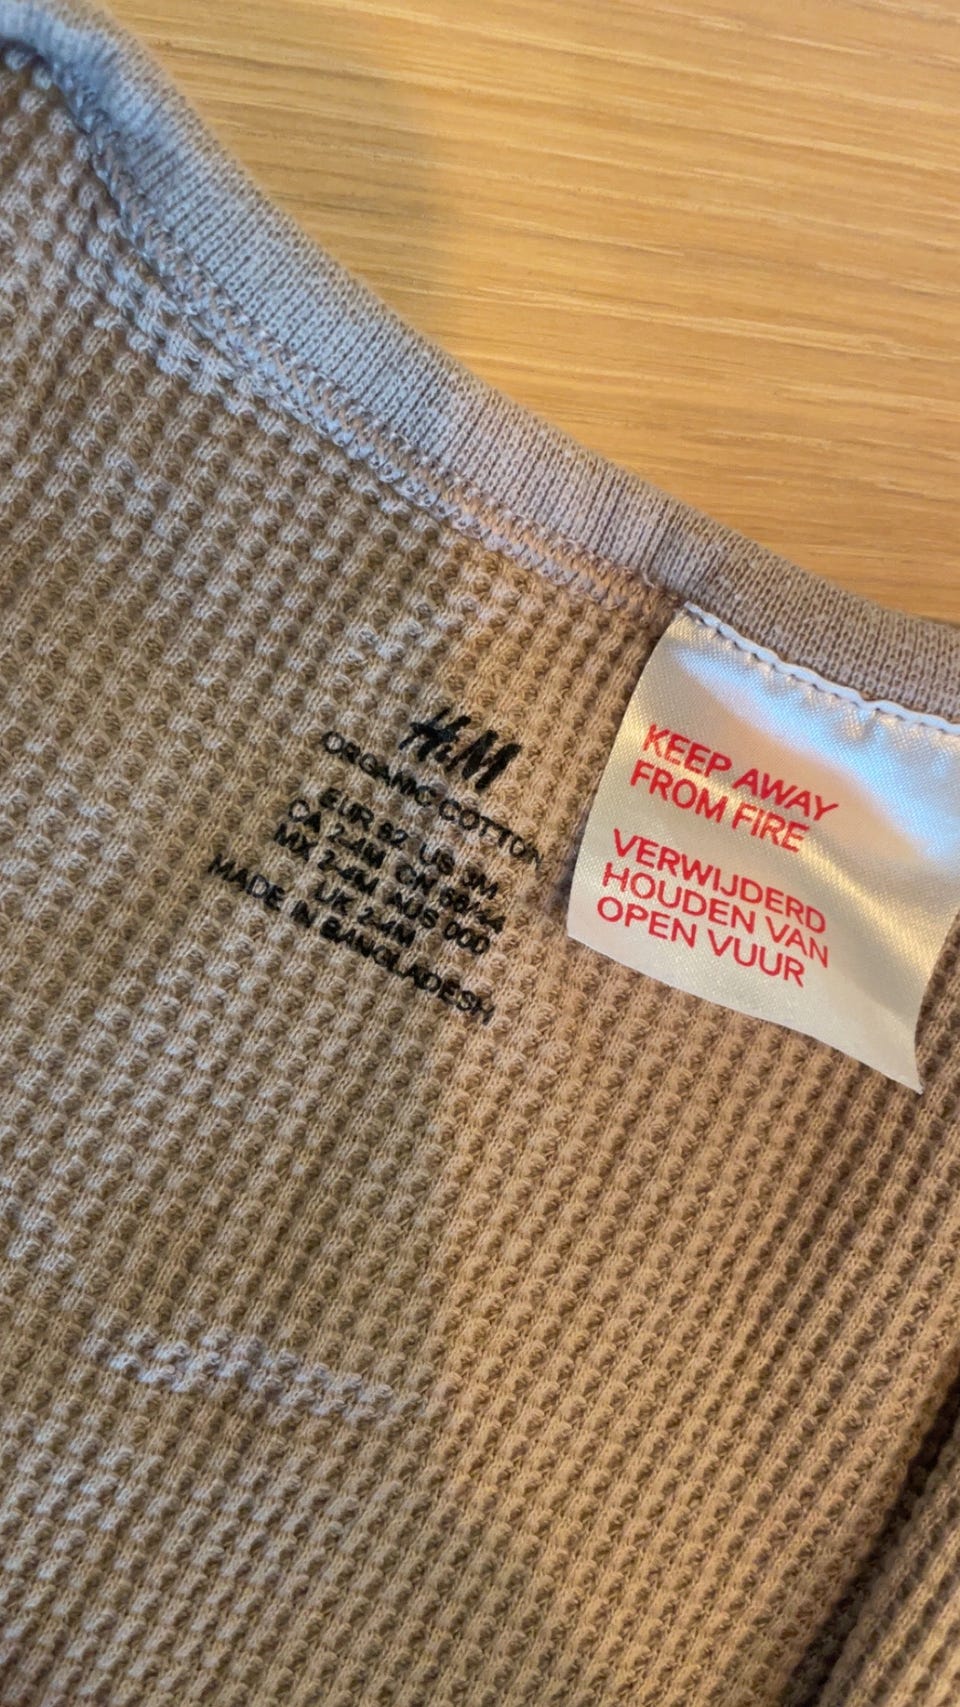 H&M
ORGANIC COTTON
EUR 62 US 3M
CA 2-4M CN 66/44
MX 2-4M AUS 000
UK 2-4M
MADE IN BANGLADESH
KEEP AWAY
FROM FIRE
VERWIJDERD
HOUDEN VAN
OPEN VUUR